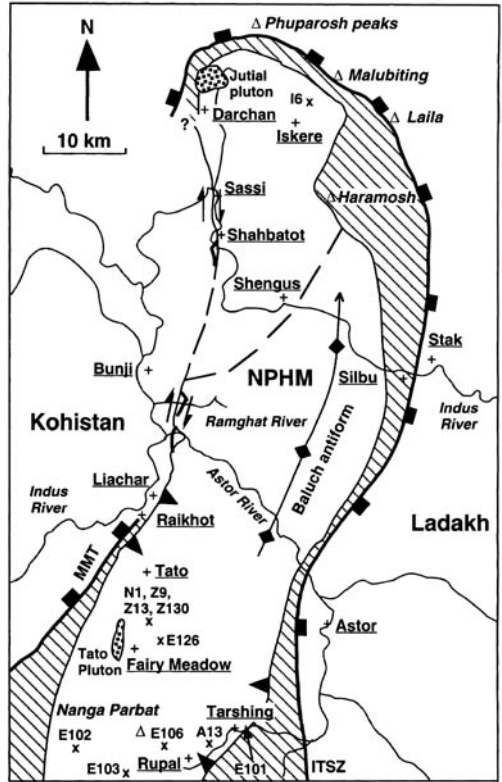 Δ Phuparosh peaks
N
Jutial
pluton
Δ Malubiting
I6 x
Darchan
Δ Laila
10 km
Iskere
?
Sassi
Δ Haramosh
Shahbatot
Shengus
Stak
Bunji
NPHM
Silbu
Kohistan
Ramghat River
Indus
River
Baluch antiform
Liachar
Astor River
Indus
River
Ladakh
Raikhot
MMT
Tato
N1, Z9,
Z13, Z130
Astor
E126
Tato
Pluton
Fairy Meadow
Nanga Parbat
Tarshing
E102
Δ E106
A13
Rupal
E103
E101
ITSZ